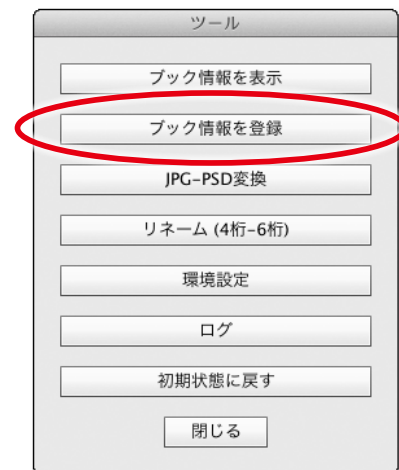 ツール
ブック情報を表示
ブック情報を登録
JPG-PSD変換
リネーム (4桁-6桁)
環境設定
ログ
初期状態に戻す
閉じる